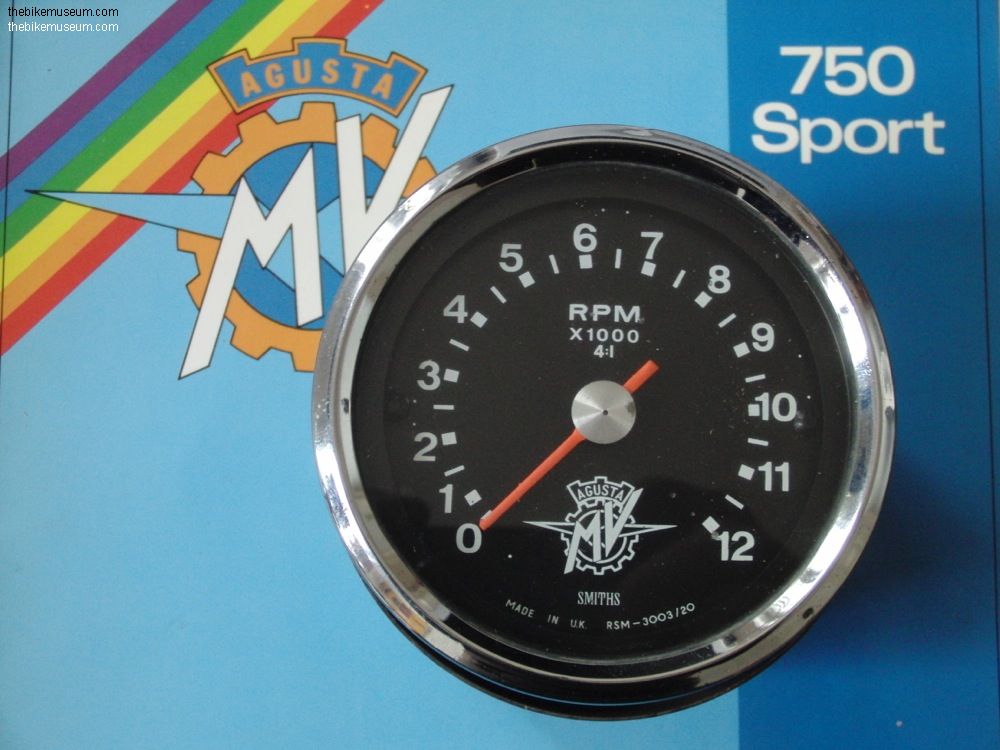 thebikemuseum.com
thebikemuseum.com
AGUSTA
MV
750
Sport
0
1
2
3
4
5
6
7
8
9
10
11
12
RPM
X1000
4:1
AGUSTA
MV
SMITHS
MADE IN U.K. RSM-3003/20